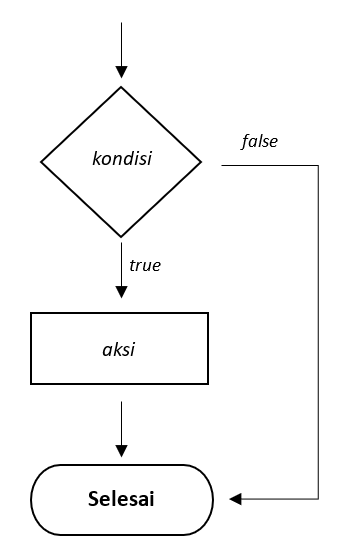 kondisi
false
true
aksi
Selesai